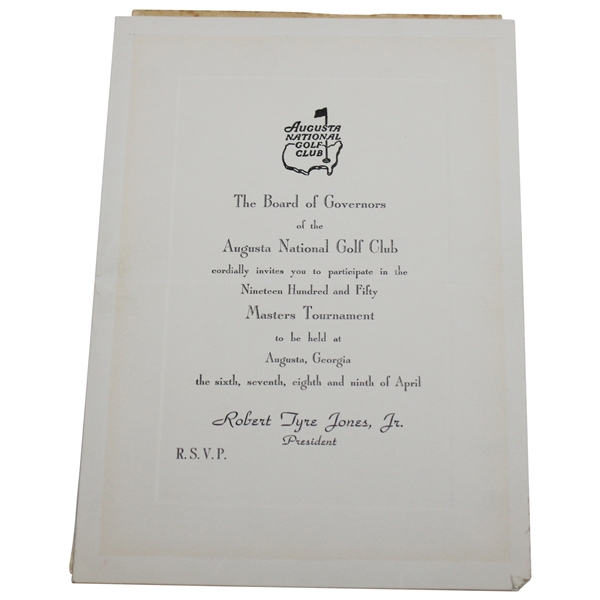 Augusta
National
Golf
Club
The Board of Governors
of the
Augusta National Golf Club
cordially invites you to participate in the
Nineteen Hundred and Fifty
Masters Tournament
to be held at
Augusta, Georgia
the sixth, seventh, eighth and ninth of April
Robert Tyre Jones, Jr.
President
R. S. V. P.